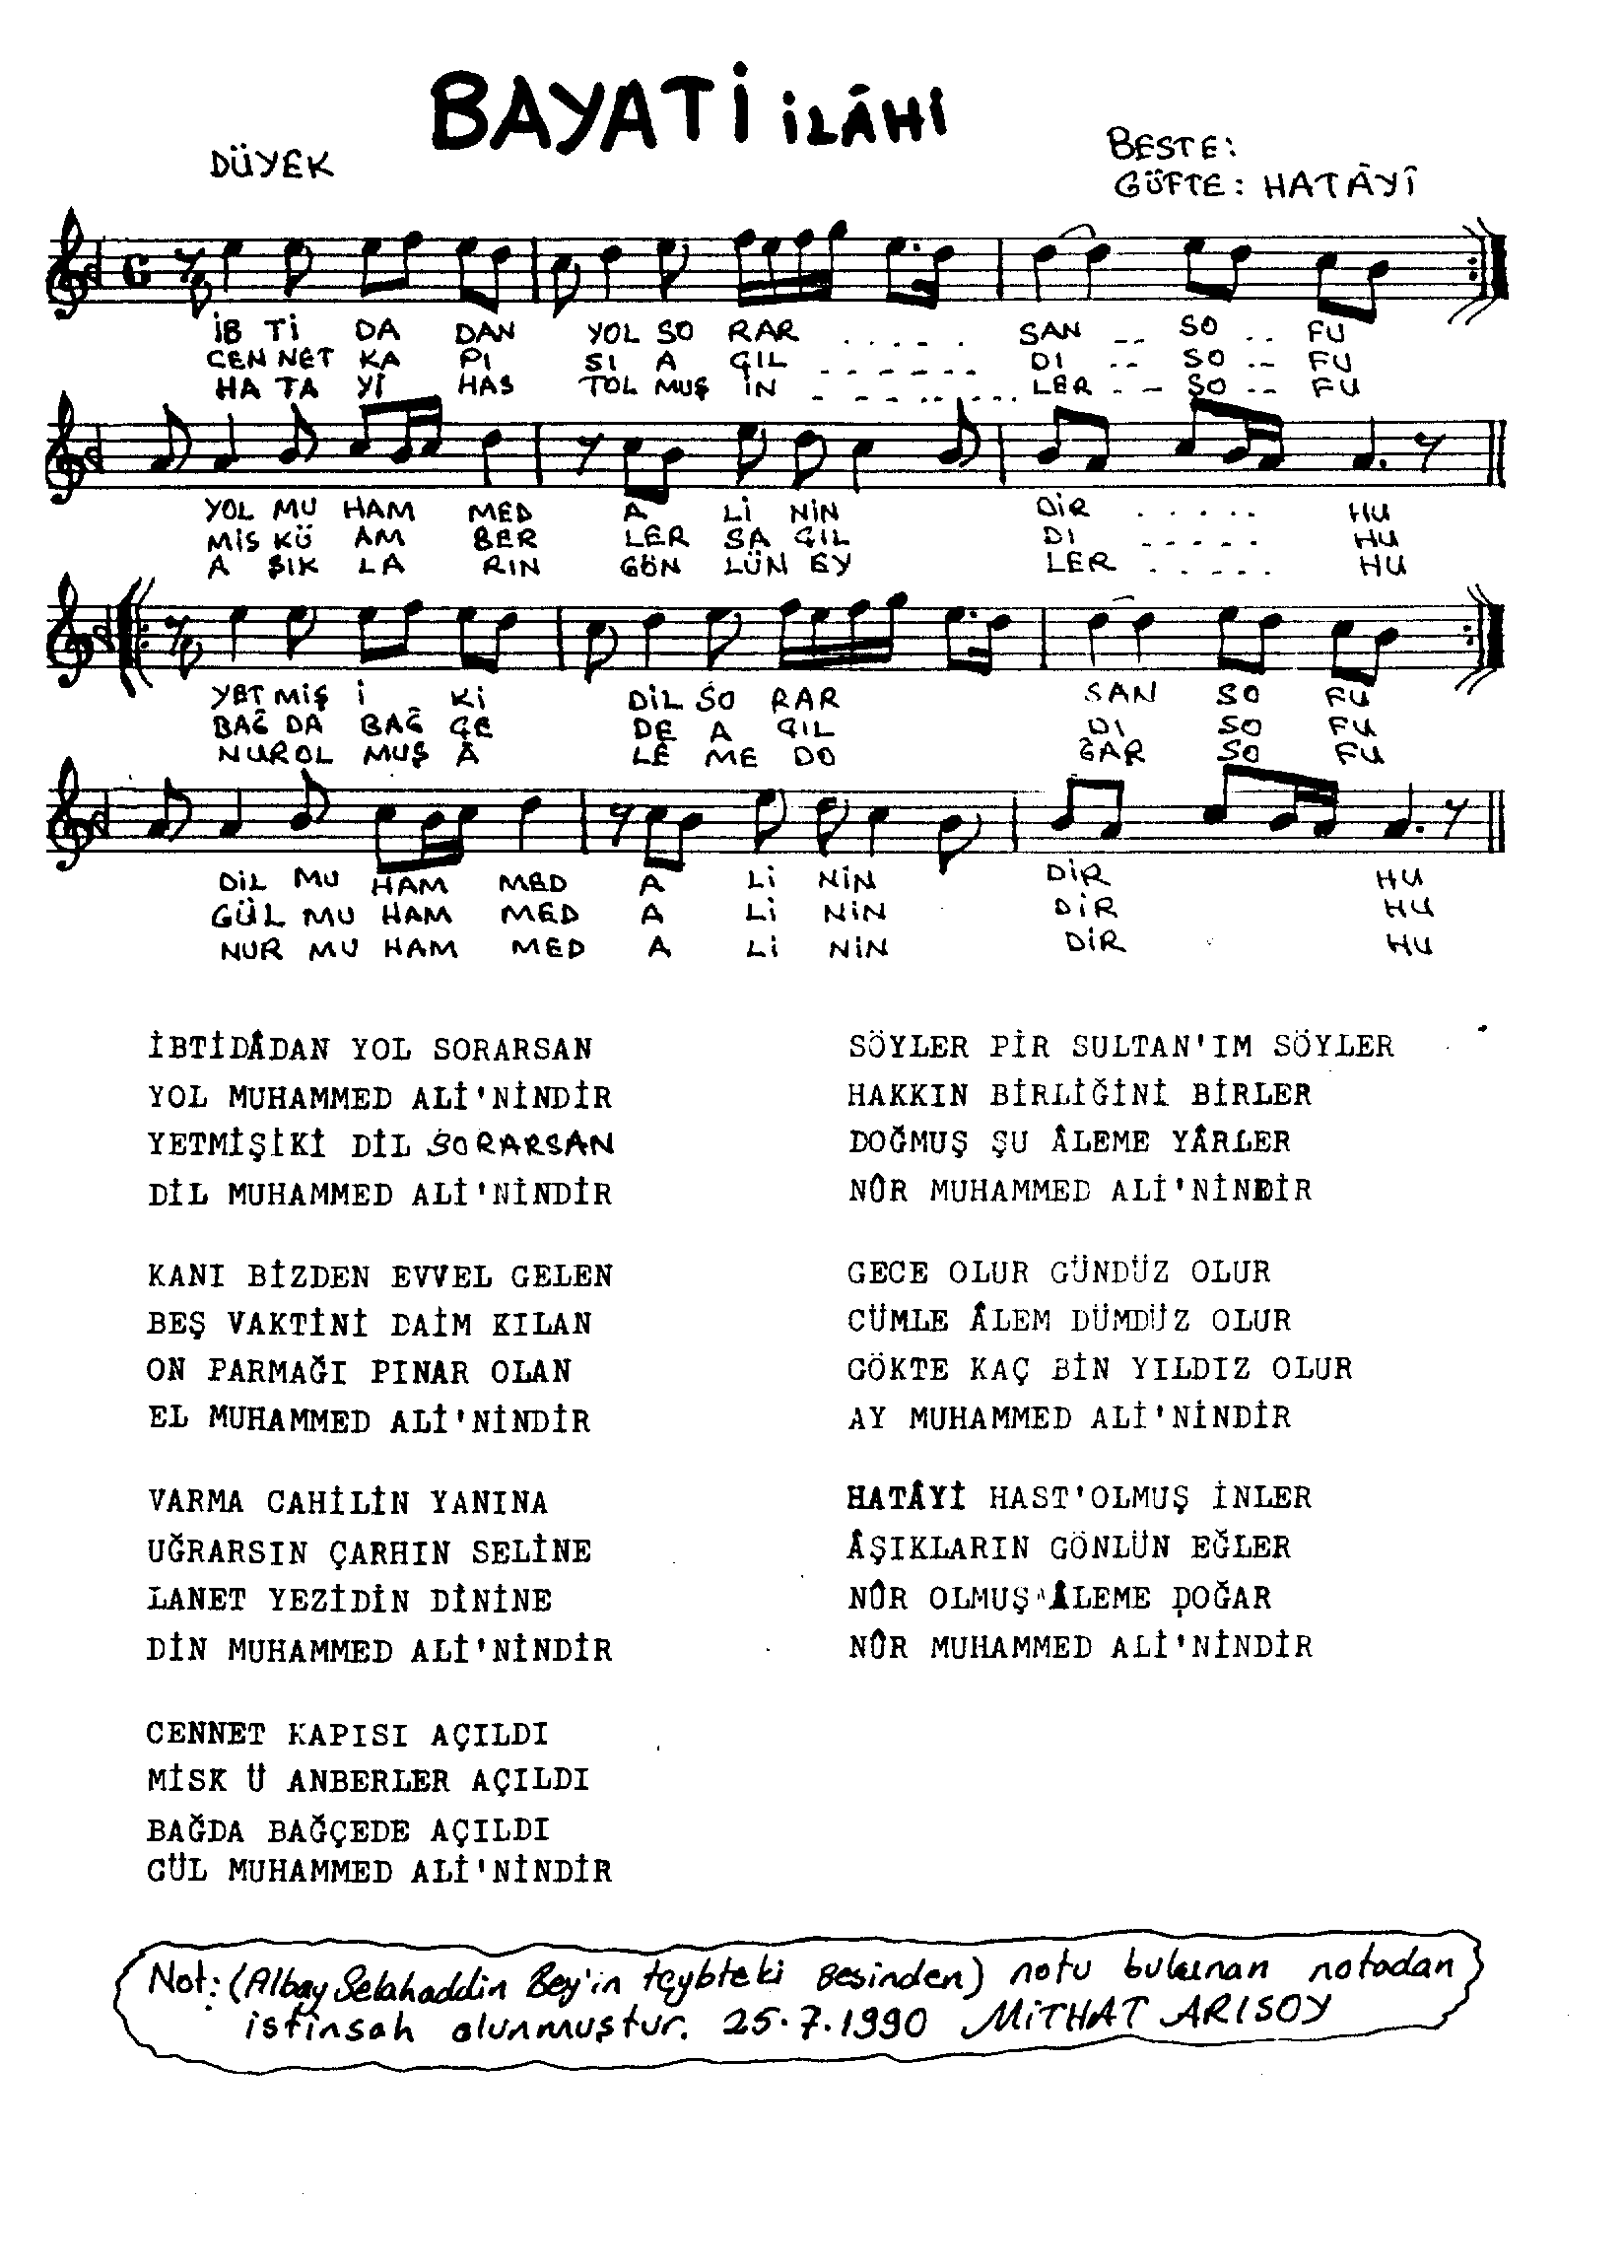 BAYATİ İLÂHİ
DÜYEK
BESTE:
GÜFTE: HATÂYÎ
İB Tİ DA DAN YOL SO RAR ...... SAN -- SO .. FU
CEN NET KA PI SI A ÇIL ....... DI -- SO -- FU
HA TA Yİ HAS TOL MUŞ İN ......... LER -- SO -- FU
YOL MU HAM MED A Lİ NİN DİR ..... HU
MİS KÜ AM BER LER SA ÇIL DI ..... HU
A ŞIK LA RIN GÖN LÜN EY LER ..... HU
YET MİŞ İ Kİ DİL SO RAR SAN SO FU
BAĞ DA BAĞ ÇE DE A ÇIL DI SO FU
NUR OL MUŞ Â LE ME DO ĞAR SO FU
DİL MU HAM MED A Lİ NİN DİR HU
GÜL MU HAM MED A Lİ NİN DİR HU
NUR MU HAM MED A Lİ NİN DİR HU
İBTİDÂDAN YOL SORARSAN
YOL MUHAMMED ALİ'NİNDİR
YETMİŞİKİ DİL SORARSAN
DİL MUHAMMED ALİ'NİNDİR
KANI BİZDEN EVVEL GELEN
BEŞ VAKTİNİ DAİM KILAN
ON PARMAĞI PINAR OLAN
EL MUHAMMED ALİ'NİNDİR
VARMA CAHİLİN YANINA
UĞRARSIN ÇARHIN SELİNE
LANET YEZİDİN DİNİNE
DİN MUHAMMED ALİ'NİNDİR
CENNET KAPISI AÇILDI
MİSK Ü ANBERLER AÇILDI
BAĞDA BAĞÇEDE AÇILDI
GÜL MUHAMMED ALİ'NİNDİR
SÖYLER PİR SULTAN'IM SÖYLER
HAKKIN BİRLİĞİNİ BİRLER
DOĞMUŞ ŞU ÂLEME YÂRLER
NÛR MUHAMMED ALİ'NİNDİR
GECE OLUR GÜNDÜZ OLUR
CÜMLE ÂLEM DÜMDÜZ OLUR
GÖKTE KAÇ BİN YILDIZ OLUR
AY MUHAMMED ALİ'NİNDİR
HATÂYİ HAST'OLMUŞ İNLER
ÂŞIKLARIN GÖNLÜN EĞLER
NÛR OLMUŞ ÂLEME DOĞAR
NÛR MUHAMMED ALİ'NİNDİR
Not: (Albay Selahaddin Bey'in teybteki sesinden) notu bulunan notadan
istinsah olunmuştur. 25.7.1990 MİTHAT ARISOY